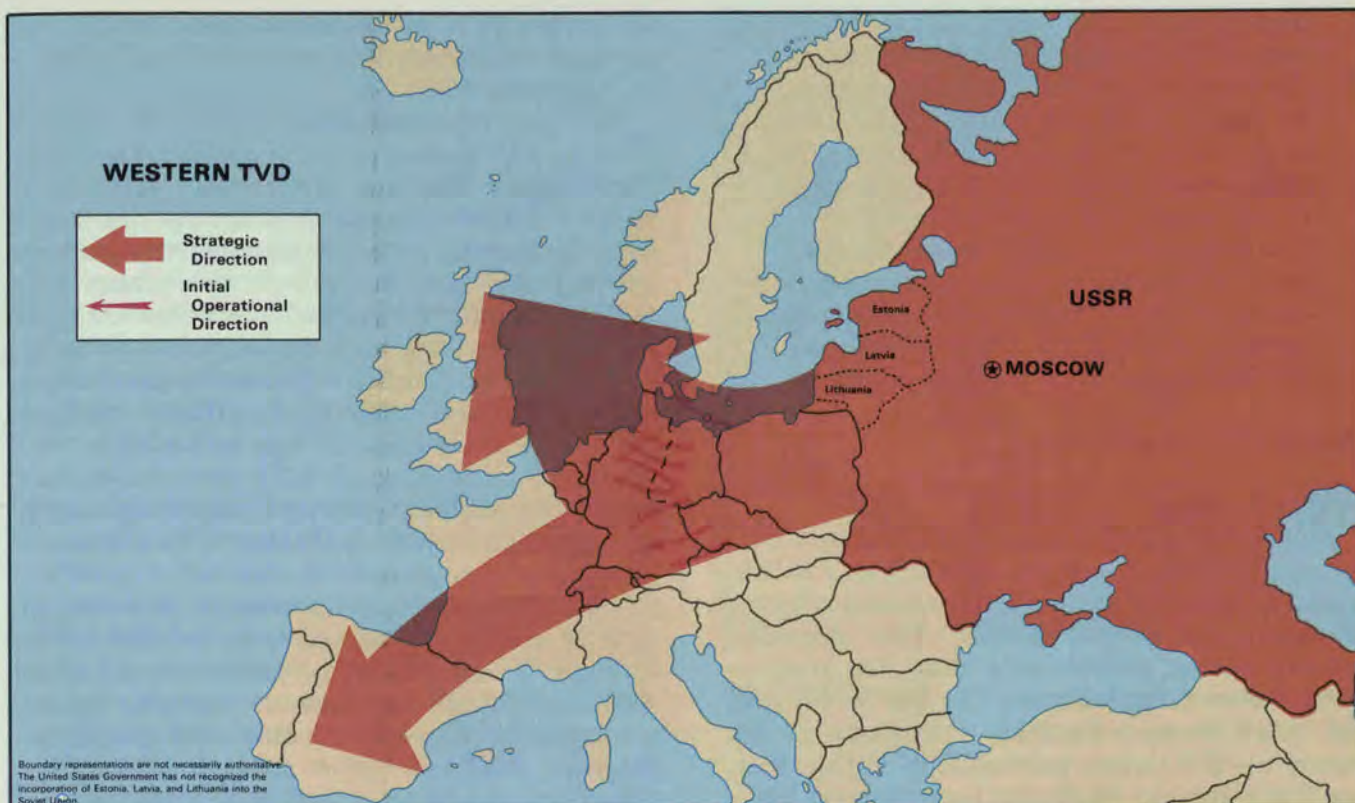 WESTERN TVD
Strategic
Direction
Initial
Operational
Direction
Estonia
Latvia
Lithuania
USSR
MOSCOW
Boundary representations are not necessarily authoritative.
The United States Government has not recognized the
incorporation of Estonia, Latvia, and Lithuania into the
Soviet Union.